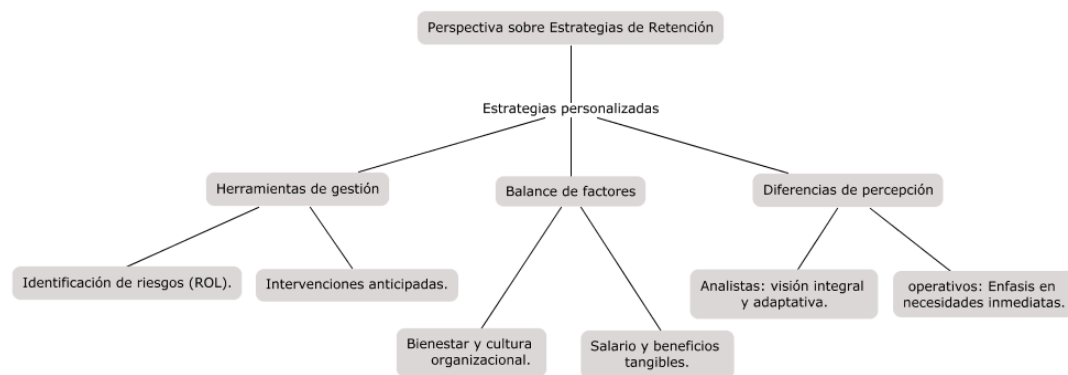 Perspectiva sobre Estrategias de Retención
Estrategias personalizadas
Herramientas de gestión
Balance de factores
Diferencias de percepción
Identificación de riesgos (ROL).
Intervenciones anticipadas.
Analistas: visión integral
y adaptativa.
operativos: Enfasis en
necesidades inmediatas.
Bienestar y cultura
organizacional.
Salario y beneficios
tangibles.